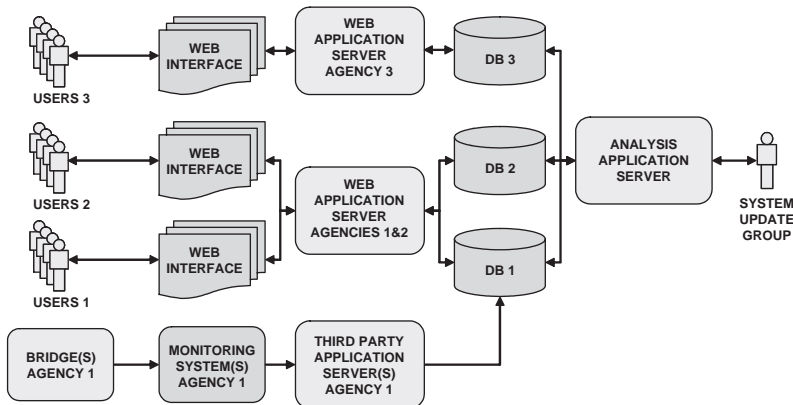 USERS 3
WEB
INTERFACE
WEB
APPLICATION
SERVER
AGENCY 3
DB 3
USERS 2
WEB
INTERFACE
WEB
APPLICATION
SERVER
AGENCIES 1&2
DB 2
ANALYSIS
APPLICATION
SERVER
SYSTEM
UPDATE
GROUP
USERS 1
WEB
INTERFACE
DB 1
BRIDGE(S)
AGENCY 1
MONITORING
SYSTEM(S)
AGENCY 1
THIRD PARTY
APPLICATION
SERVER(S)
AGENCY 1